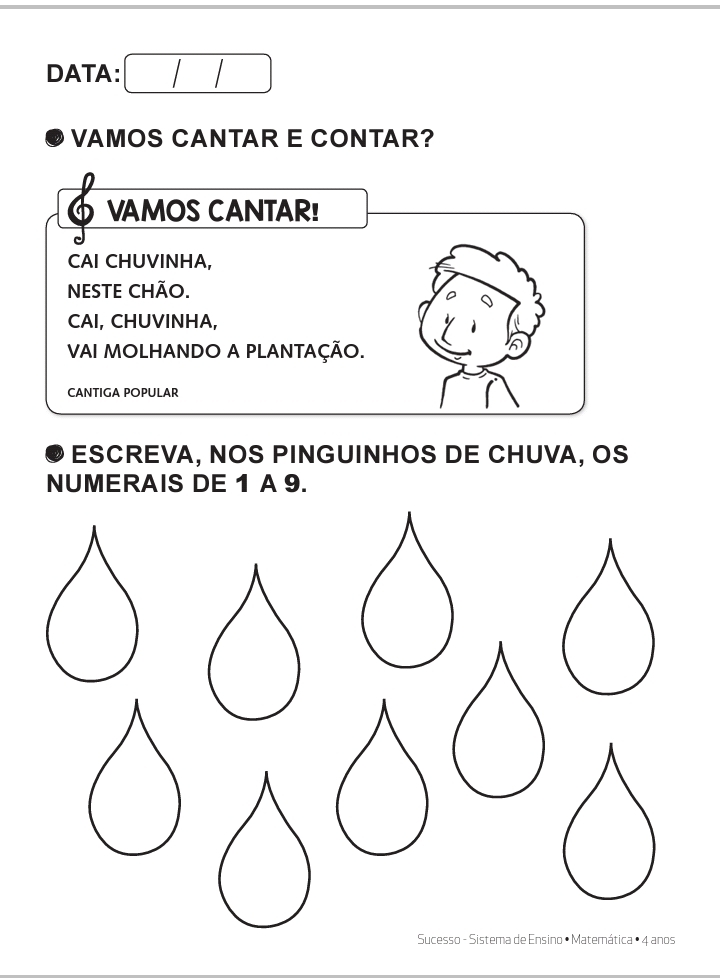 DATA: / /
VAMOS CANTAR E CONTAR?
VAMOS CANTAR!
CAI CHUVINHA,
NESTE CHÃO.
CAI, CHUVINHA,
VAI MOLHANDO A PLANTAÇÃO.
CANTIGA POPULAR
ESCREVA, NOS PINGUINHOS DE CHUVA, OS
NUMERAIS DE 1 A 9.
Sucesso - Sistema de Ensino • Matemática • 4 anos